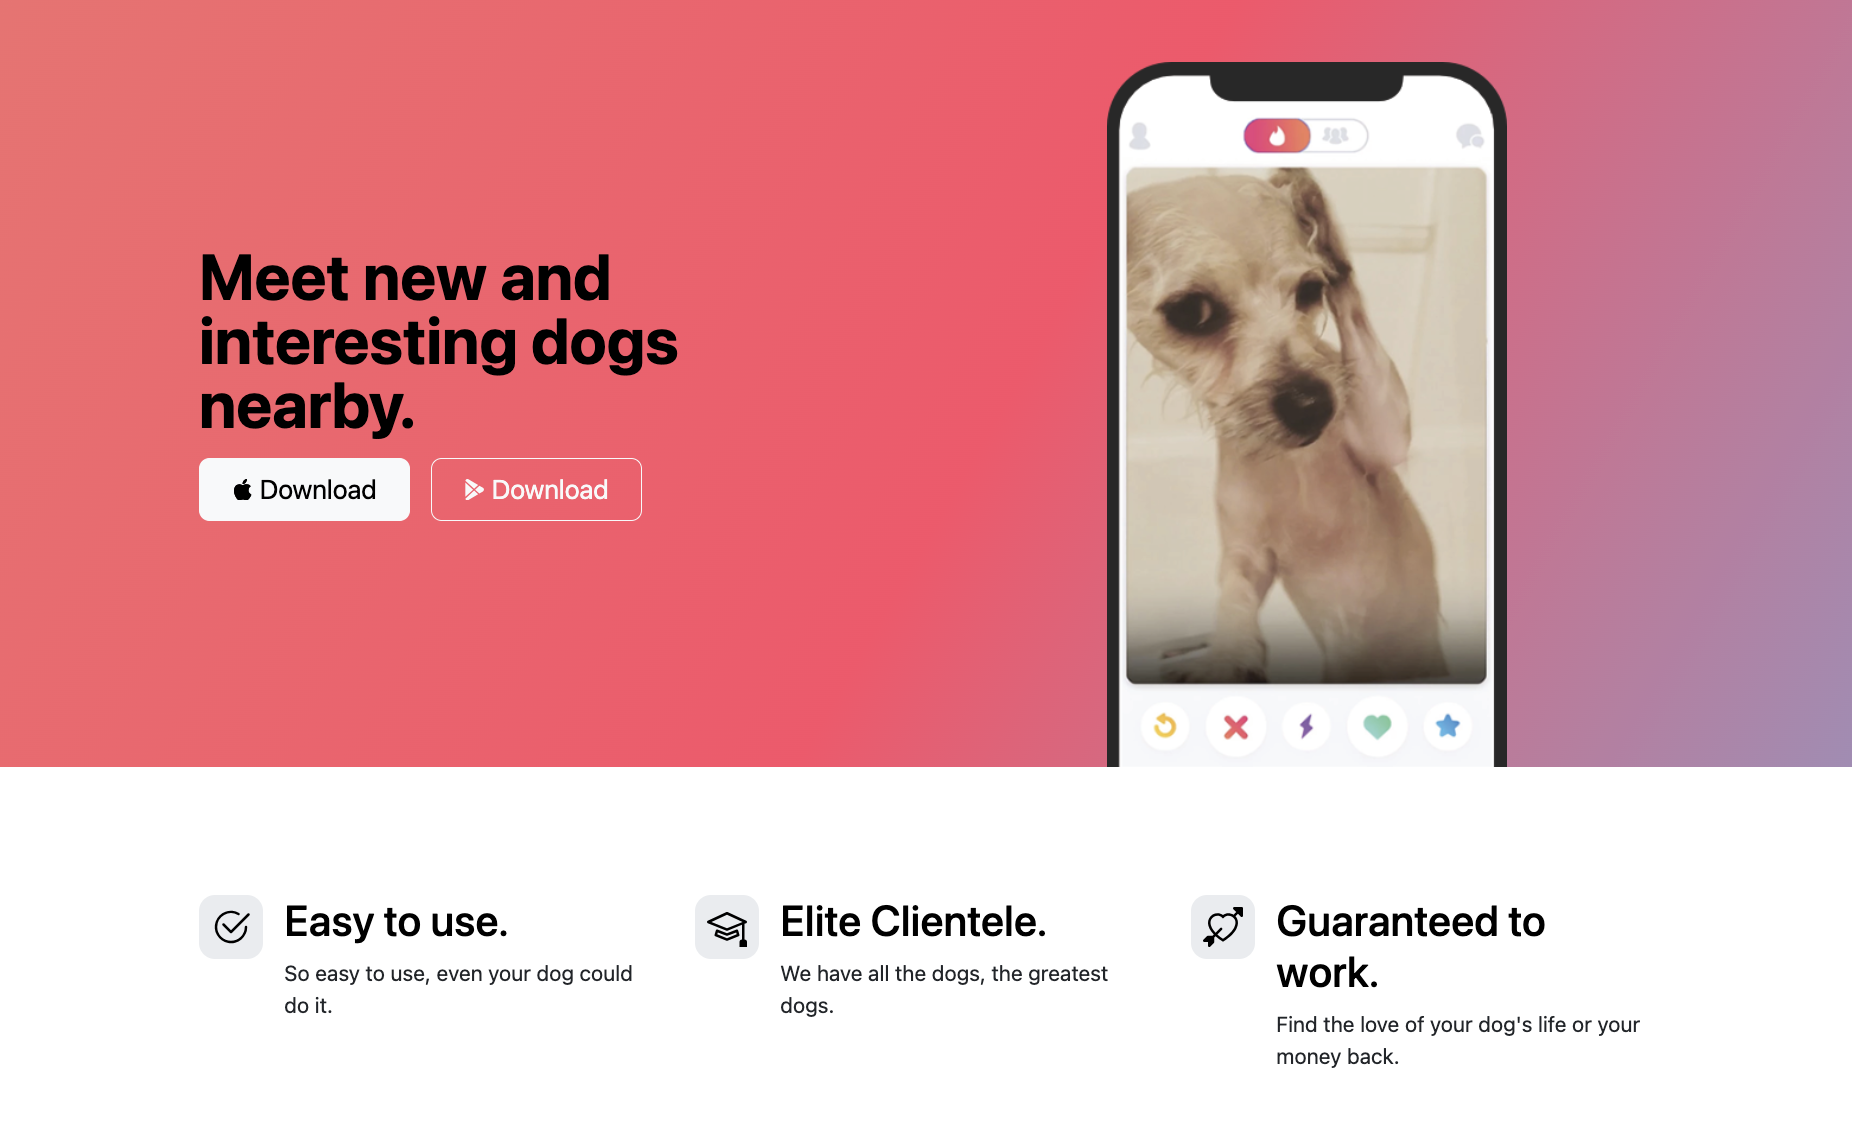 Meet new and
interesting dogs
nearby.
Download
Download
Easy to use.
So easy to use, even your dog could
do it.
Elite Clientele.
We have all the dogs, the greatest
dogs.
Guaranteed to
work.
Find the love of your dog's life or your
money back.